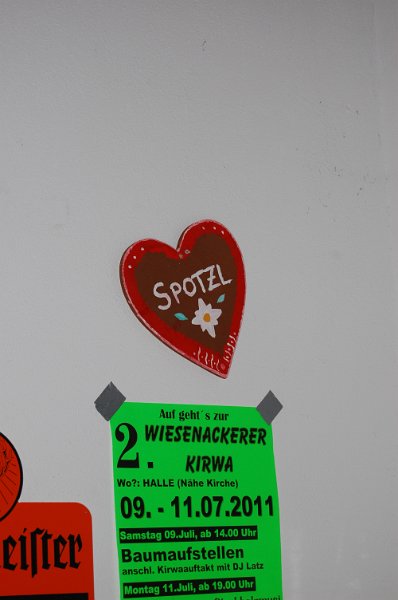 SPOTZL
Auf geht´s zur
2. WIESENACKERER
KIRWA
Wo?: HALLE (Nähe Kirche)
09. - 11.07.2011
Samstag 09.Juli, ab 14.00 Uhr
Baumaufstellen
anschl. Kirwaauftakt mit DJ Latz
Montag 11.Juli, ab 19.00 Uhr
eister